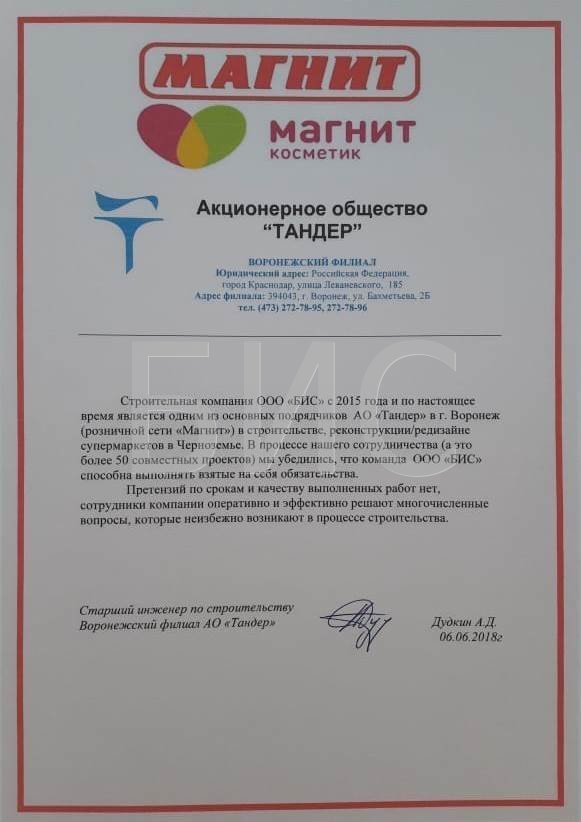 МАГНИТ
магнит
косметик
Акционерное общество
“ТАНДЕР”
ВОРОНЕЖСКИЙ ФИЛИАЛ
Юридический адрес: Российская Федерация,
город Краснодар, улица Леваневского, 185
Адрес филиала: 394043, г. Воронеж, ул. Бахметьева, 2Б
тел. (473) 272-78-95, 272-78-96
БИС
Строительная компания ООО «БИС» с 2015 года и по настоящее
время является одним из основных подрядчиков АО «Тандер» в г. Воронеж
(розничной сети «Магнит») в строительстве, реконструкции/редизайне
супермаркетов в Черноземье. В процессе нашего сотрудничества (а это
более 50 совместных проектов) мы убедились, что команда ООО «БИС»
способна выполнять взятые на себя обязательства.
Претензий по срокам и качеству выполненных работ нет,
сотрудники компании оперативно и эффективно решают многочисленные
вопросы, которые неизбежно возникают в процессе строительства.
Старший инженер по строительству
Воронежский филиал АО «Тандер»
Дудкин А.Д.
06.06.2018г